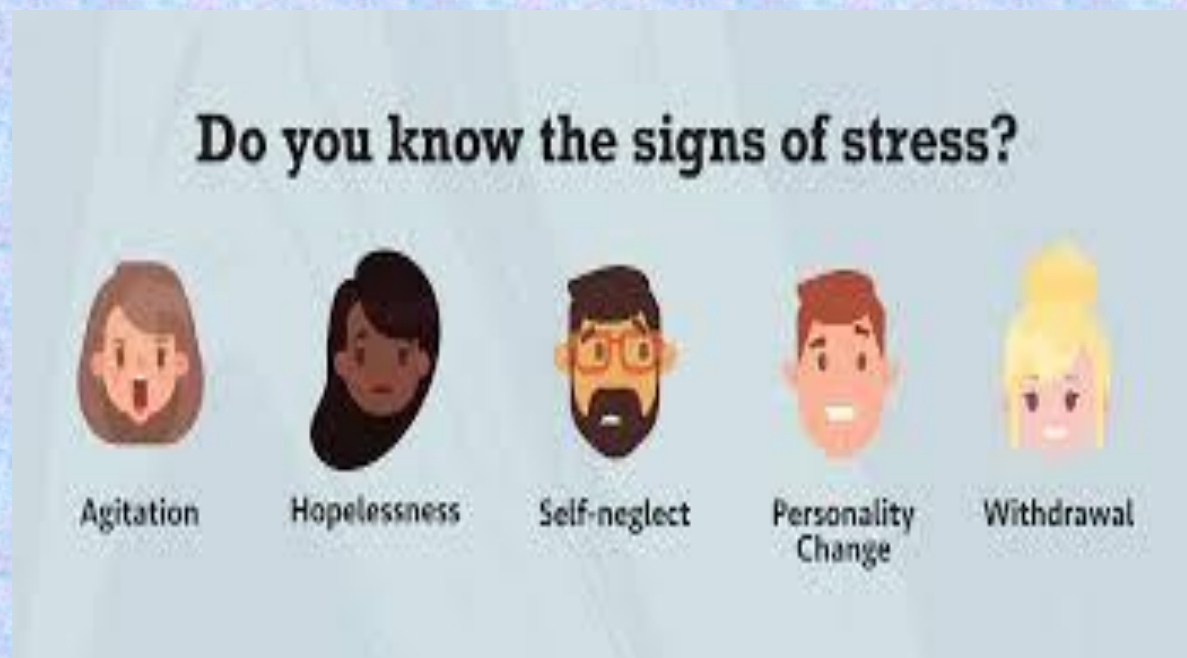 Do you know the signs of stress?
Agitation
Hopelessness
Self-neglect
Personality
Change
Withdrawal